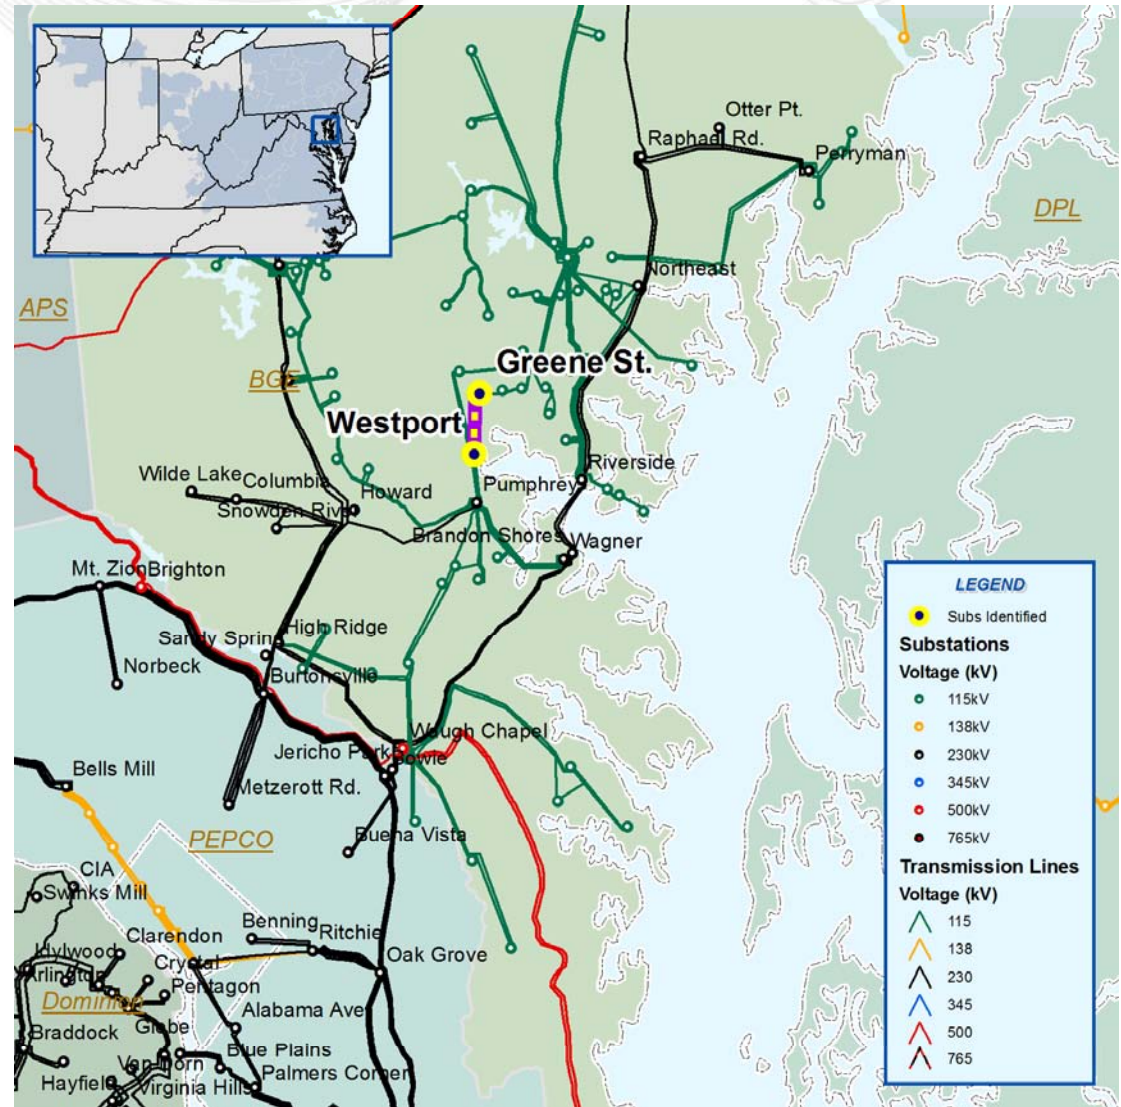 Otter Pt.
Raphael Rd.
Perryman
DPL
Northeast
APS
Greene St.
BGE
Westport
Riverside
Wilde Lake
Columbia
Howard
Pumphrey
Brandon Shores
Wagner
Mt. Zion
Brighton
High Ridge
Norbeck
Burtonsville
Waugh Chapel
Jericho Park
Bowie
Bells Mill
Metzerott Rd.
Buena Vista
PEPCO
CIA
Swinks Mill
Benning
Ritchie
Clarendon
Oak Grove
Idylwood
Crystal
Arlington
Pentagon
Dominion
Alabama Ave
Glebe
Braddock
Blue Plains
Van Dorn
Hayfield
Virginia Hills
Palmers Corner
LEGEND
Subs Identified
Substations
Voltage (kV)
115kV
138kV
230kV
345kV
500kV
765kV
Transmission Lines
Voltage (kV)
115
138
230
345
500
765